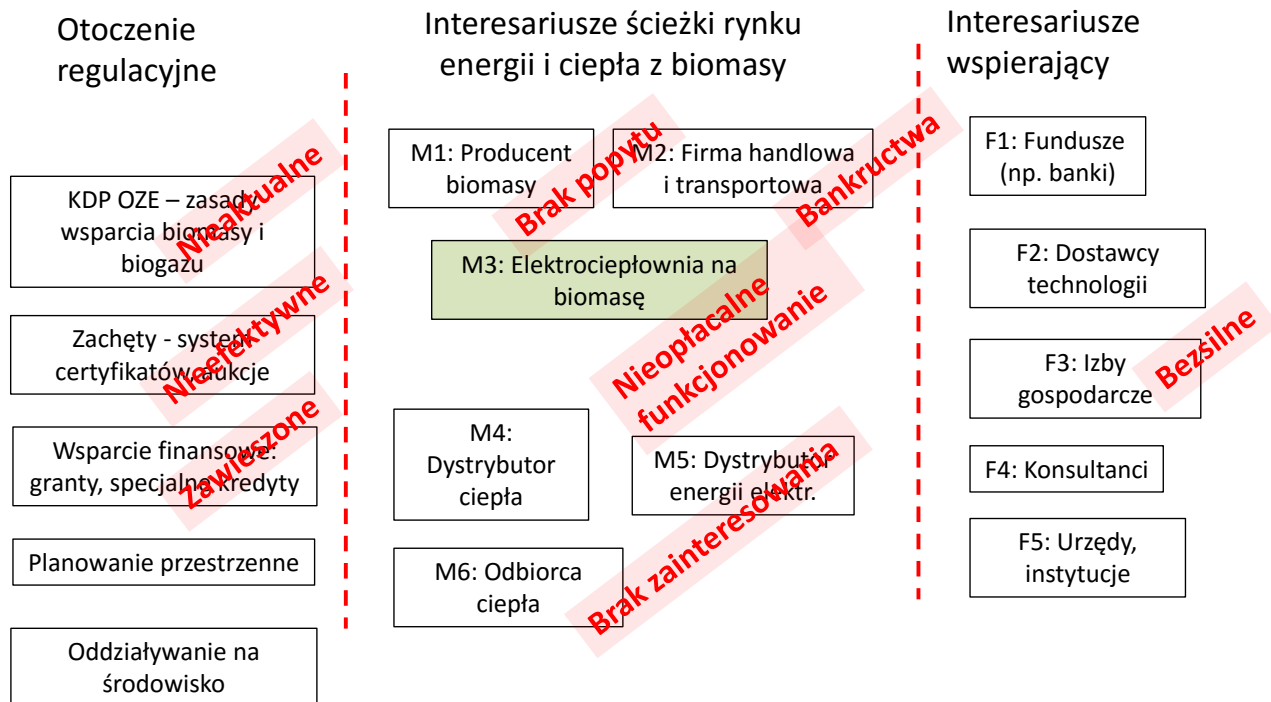 Otoczenie
regulacyjne
KDP OZE – zasady
wsparcia biomasy i
biogazu
Nieaktualne
Zachęty - system
certyfikatów, aukcje
Nieefektywne
Wsparcie finansowe:
granty, specjalne kredyty
Zawieszone
Planowanie przestrzenne
Oddziaływanie na
środowisko
Interesariusze ścieżki rynku
energii i ciepła z biomasy
M1: Producent
biomasy
Brak popytu
M2: Firma handlowa
i transportowa
Bankructwa
M3: Elektrociepłownia na
biomasę
Nieopłacalne
funkcjonowanie
M4:
Dystrybutor
ciepła
M5: Dystrybutor
energii elektr.
Brak zainteresowania
M6: Odbiorca
ciepła
Interesariusze
wspierający
F1: Fundusze
(np. banki)
F2: Dostawcy
technologii
F3: Izby
gospodarcze
Bezsilne
F4: Konsultanci
F5: Urzędy,
instytucje